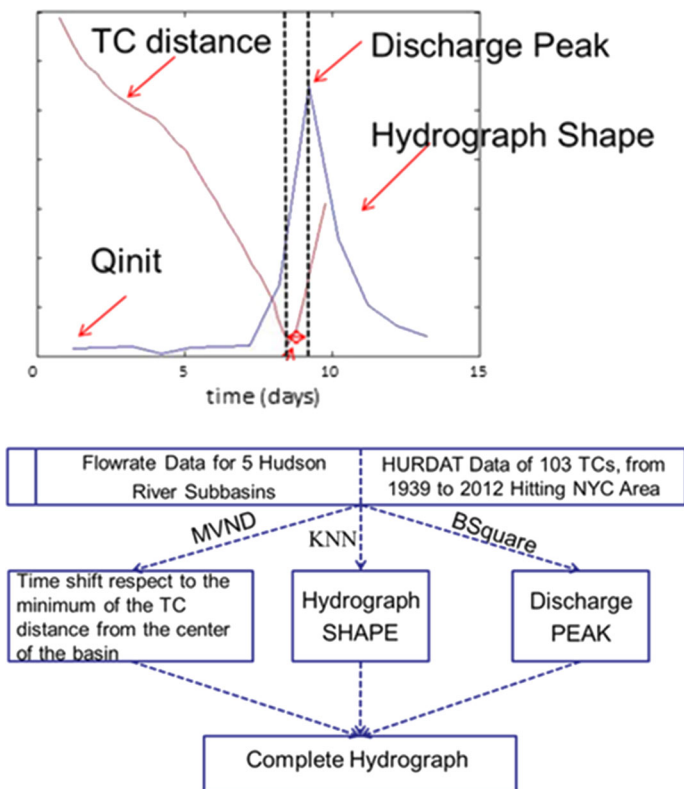 TC distance
Discharge Peak
Hydrograph Shape
Qinit
0 5 10 15
time (days)
Flowrate Data for 5 Hudson
River Subbasins
HURDAT Data of 103 TCs, from
1939 to 2012 Hitting NYC Area
MVND
KNN
BSquare
Time shift respect to the
minimum of the TC
distance from the center
of the basin
Hydrograph
SHAPE
Discharge
PEAK
Complete Hydrograph